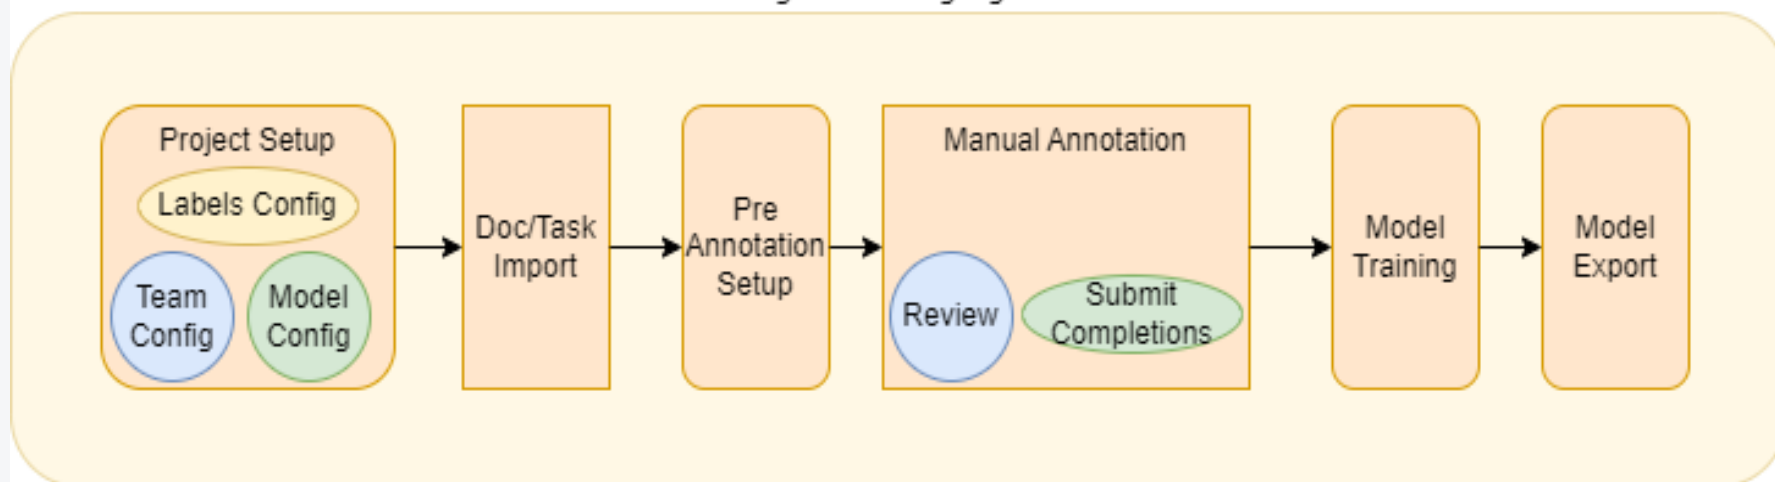 Project Setup
Labels Config
Team
Config
Model
Config
Doc/Task
Import
Pre
Annotation
Setup
Manual Annotation
Review
Submit
Completions
Model
Training
Model
Export